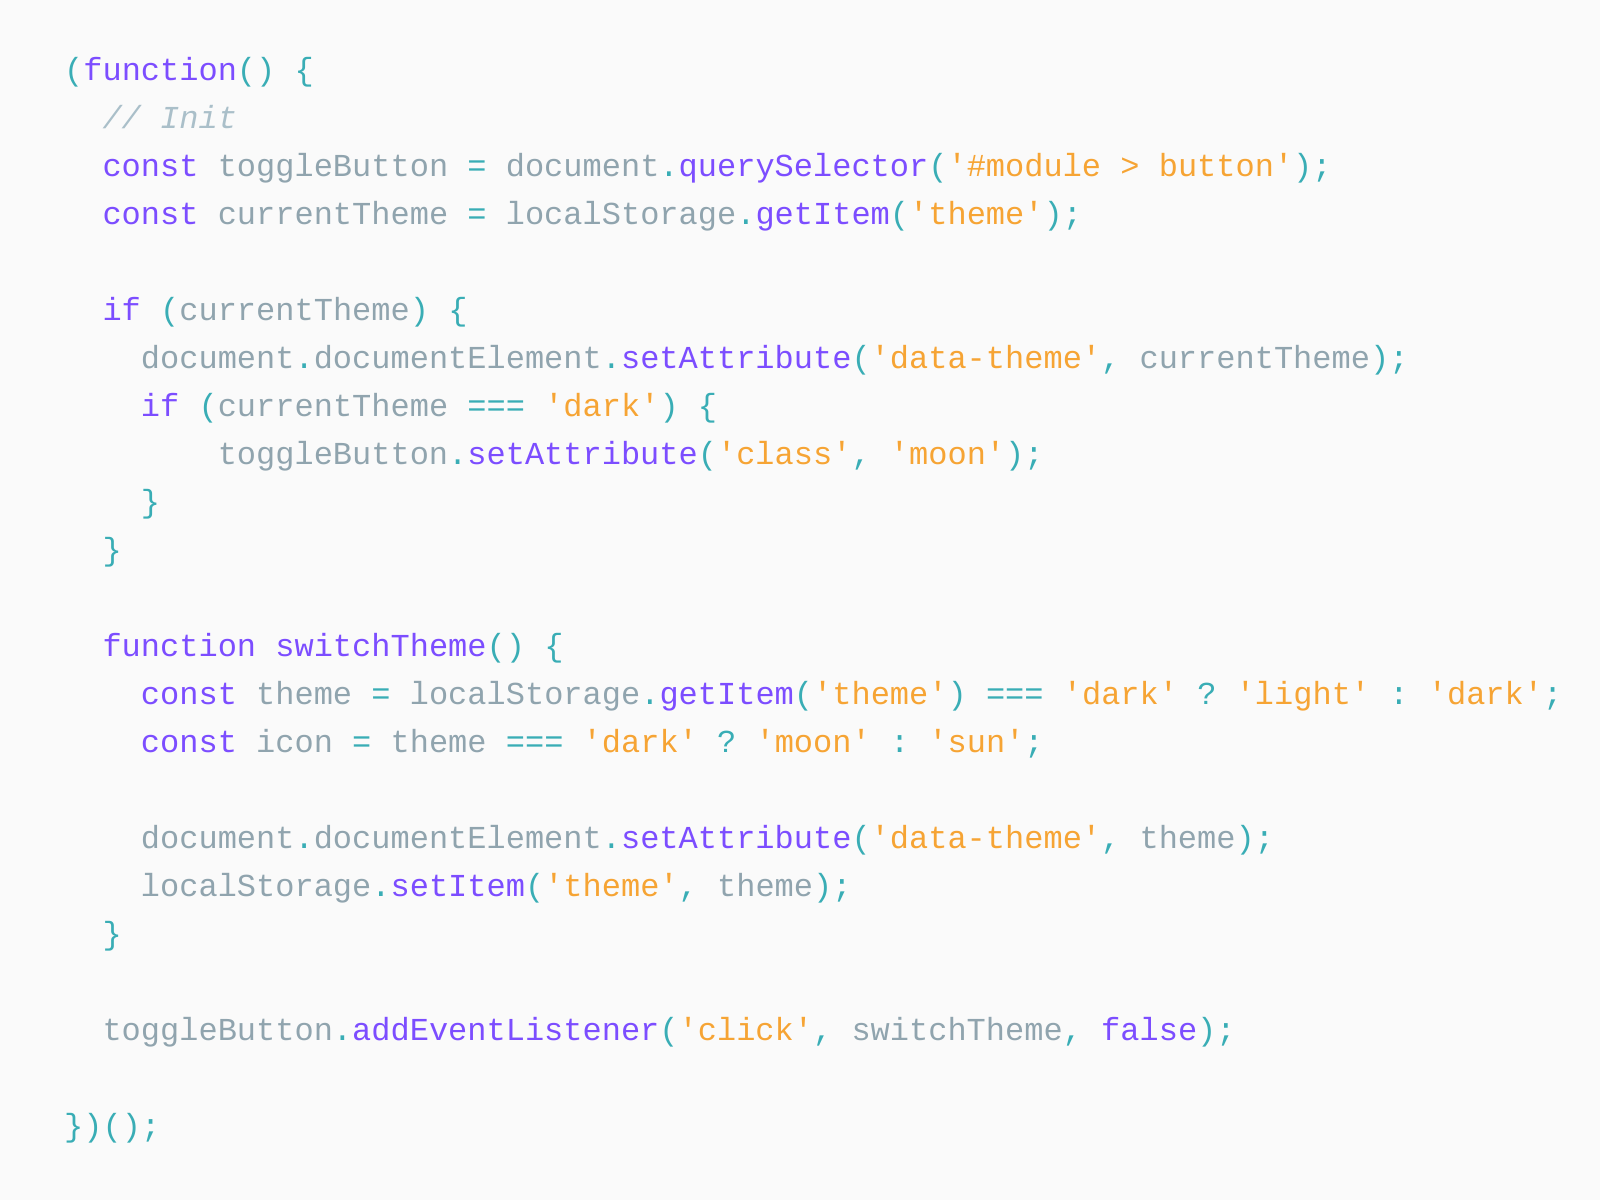 (function() {
  // Init
  const toggleButton = document.querySelector('#module > button');
  const currentTheme = localStorage.getItem('theme');

  if (currentTheme) {
    document.documentElement.setAttribute('data-theme', currentTheme);
    if (currentTheme === 'dark') {
        toggleButton.setAttribute('class', 'moon');
    }
  }

  function switchTheme() {
    const theme = localStorage.getItem('theme') === 'dark' ? 'light' : 'dark';
    const icon = theme === 'dark' ? 'moon' : 'sun';

    document.documentElement.setAttribute('data-theme', theme);
    localStorage.setItem('theme', theme);
  }

  toggleButton.addEventListener('click', switchTheme, false);

})();